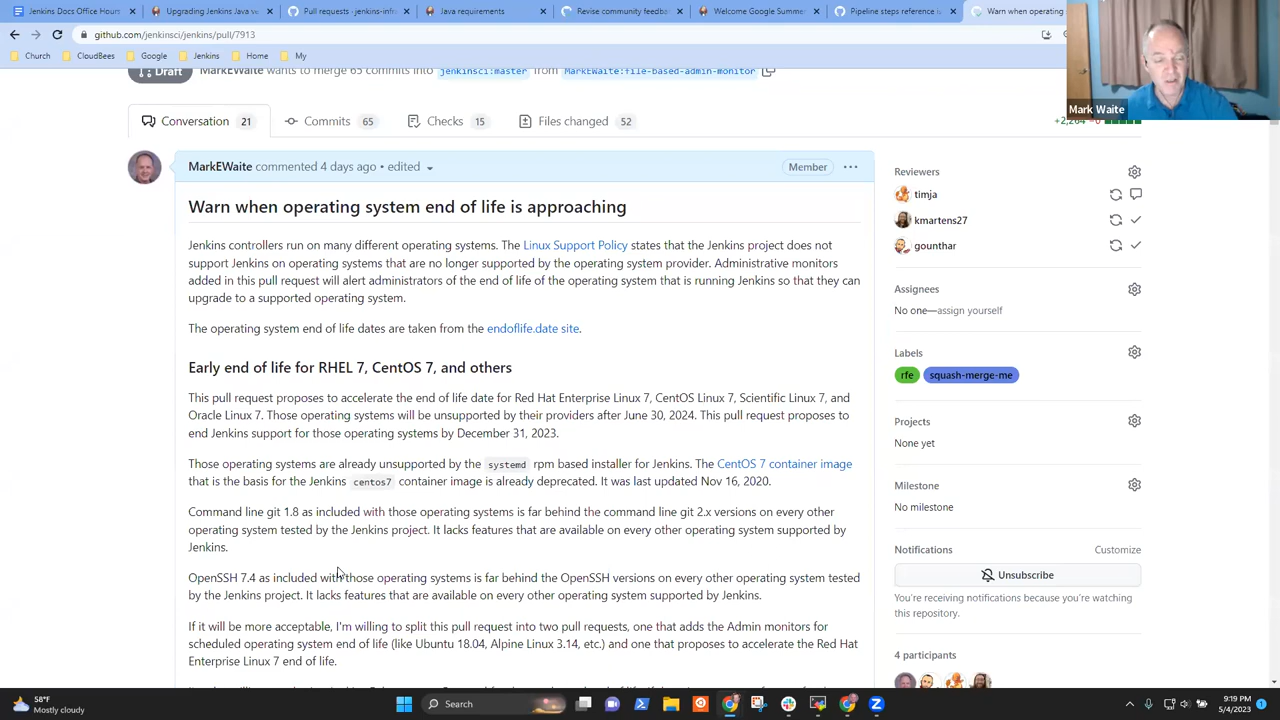 Jenkins Docs Office Hours
Upgrading Jenkins Java ve
Pull requests · jenkins-infr
Java requirements
Revise community feedba
Welcome Google Summe
Pipeline steps reference i
Warn when operating
github.com/jenkinsci/jenkins/pull/7913
Church
CloudBees
Google
Jenkins
Home
My
Mark Waite
Draft
MarkEWaite wants to merge 65 commits into jenkinsci:master from MarkEWaite:file-based-admin-monitor
Conversation 21
Commits 65
Checks 15
Files changed 52
MarkEWaite commented 4 days ago • edited
Member
Warn when operating system end of life is approaching
Jenkins controllers run on many different operating systems. The Linux Support Policy states that the Jenkins project does not
support Jenkins on operating systems that are no longer supported by the operating system provider. Administrative monitors
added in this pull request will alert administrators of the end of life of the operating system that is running Jenkins so that they can
upgrade to a supported operating system.
The operating system end of life dates are taken from the endoflife.date site.
Early end of life for RHEL 7, CentOS 7, and others
This pull request proposes to accelerate the end of life date for Red Hat Enterprise Linux 7, CentOS Linux 7, Scientific Linux 7, and
Oracle Linux 7. Those operating systems will be unsupported by their providers after June 30, 2024. This pull request proposes to
end Jenkins support for those operating systems by December 31, 2023.
Those operating systems are already unsupported by the systemd rpm based installer for Jenkins. The CentOS 7 container image
that is the basis for the Jenkins centos7 container image is already deprecated. It was last updated Nov 16, 2020.
Command line git 1.8 as included with those operating systems is far behind the command line git 2.x versions on every other
operating system tested by the Jenkins project. It lacks features that are available on every other operating system supported by
Jenkins.
OpenSSH 7.4 as included with those operating systems is far behind the OpenSSH versions on every other operating system tested
by the Jenkins project. It lacks features that are available on every other operating system supported by Jenkins.
If it will be more acceptable, I'm willing to split this pull request into two pull requests, one that adds the Admin monitors for
scheduled operating system end of life (like Ubuntu 18.04, Alpine Linux 3.14, etc.) and one that proposes to accelerate the Red Hat
Enterprise Linux 7 end of life.
Reviewers
timja
kmartens27
gounthar
Assignees
No one—assign yourself
Labels
rfe
squash-merge-me
Projects
None yet
Milestone
No milestone
Notifications
Customize
Unsubscribe
You're receiving notifications because you're watching
this repository.
4 participants
58°F
Mostly cloudy
Search
9:19 PM
5/4/2023